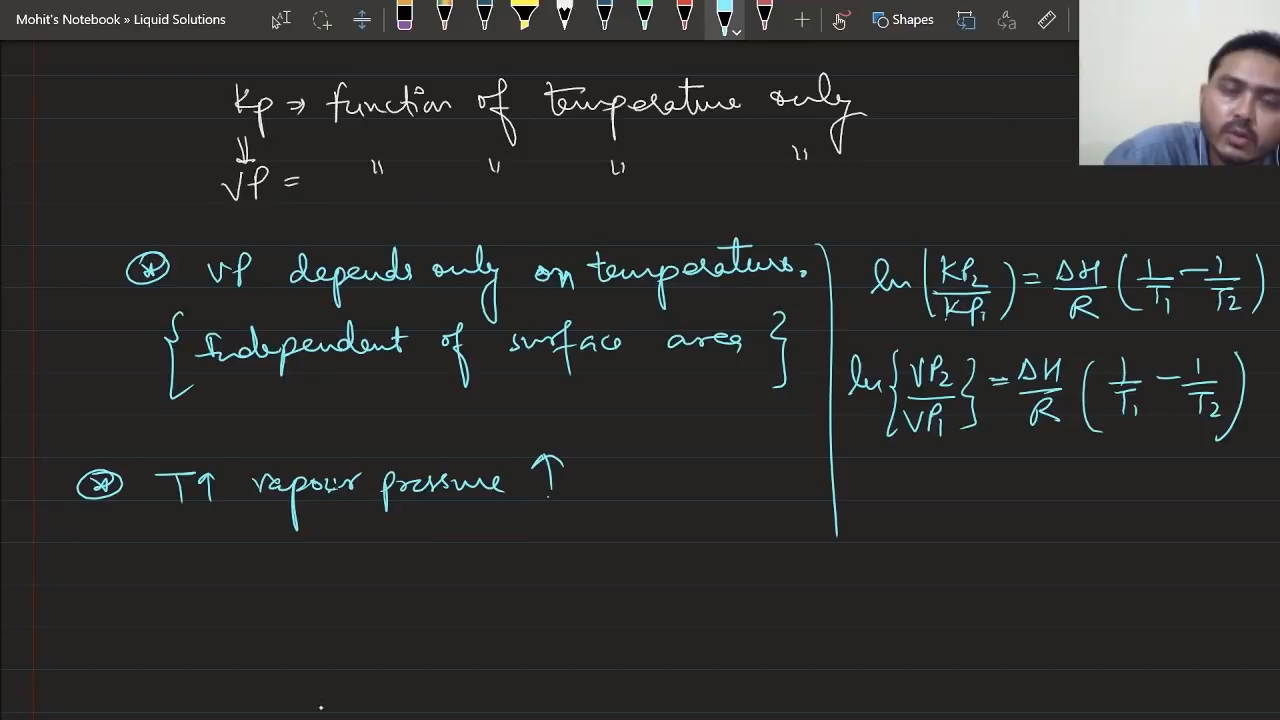 Mohit's Notebook » Liquid Solutions
Shapes
Kp ⇒ function of temperature only
⇓
VP = " " " "
⊛ VP depends only on temperature.
{ Independent of surface area }
⊛ T↑ vapour pressure ↑
ln (KP₂/KP₁) = ΔH/R (1/T₁ − 1/T₂)
ln {VP₂/VP₁} = ΔH/R (1/T₁ − 1/T₂)